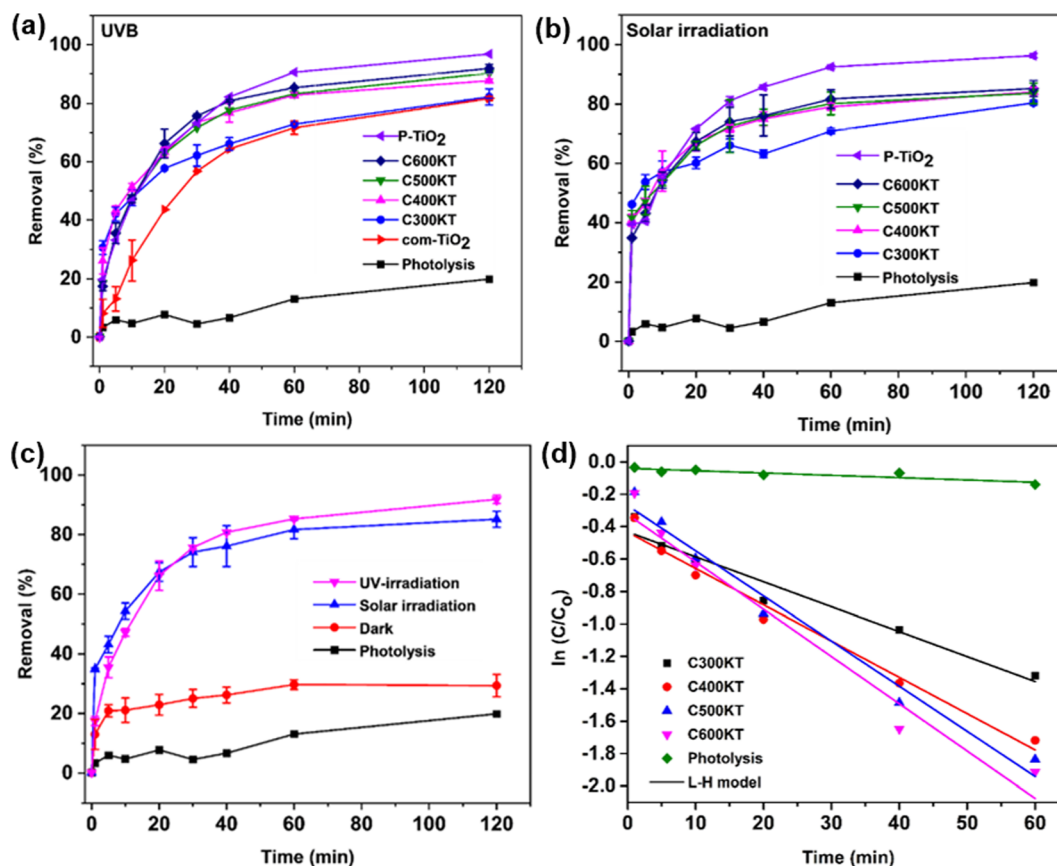 (a)
UVB
100
80
60
40
20
0
Removal (%)
P-TiO2
C600KT
C500KT
C400KT
C300KT
com-TiO2
Photolysis
0 20 40 60 80 100 120
Time (min)
(b)
Solar irradiation
100
80
60
40
20
0
Removal (%)
P-TiO2
C600KT
C500KT
C400KT
C300KT
Photolysis
0 20 40 60 80 100 120
Time (min)
(c)
100
80
60
40
20
0
Removal (%)
UV-irradiation
Solar irradiation
Dark
Photolysis
0 20 40 60 80 100 120
Time (min)
(d)
0.0
-0.2
-0.4
-0.6
-0.8
-1.0
-1.2
-1.4
-1.6
-1.8
-2.0
ln (C/Co)
C300KT
C400KT
C500KT
C600KT
Photolysis
L-H model
0 10 20 30 40 50 60
Time (min)